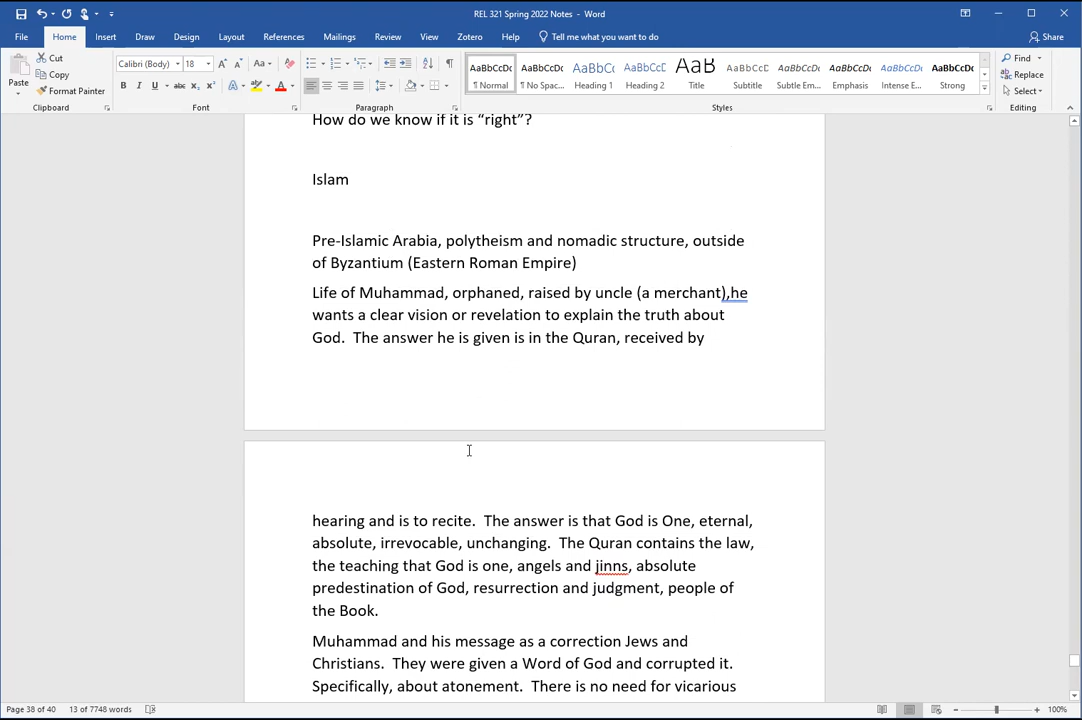 REL 321 Spring 2022 Notes - Word
File Home Insert Draw Design Layout References Mailings Review View Zotero Help Tell me what you want to do Share
Paste Cut Calibri (Body) 18 A A Aa AaBbCcDc AaBbCcDc AaBbCc AaBbCcD AaB AaBbCcD AaBbCcDc AaBbCcDc AaBbCcDc AaBbCcDc Find
Copy B I U abc X₂ X² A A ¶ Normal ¶ No Spac... Heading 1 Heading 2 Title Subtitle Subtle Em... Emphasis Intense E... Strong Replace
Format Painter Select
Clipboard Font Paragraph Styles Editing
How do we know if it is “right”?
Islam
Pre-Islamic Arabia, polytheism and nomadic structure, outside
of Byzantium (Eastern Roman Empire)
Life of Muhammad, orphaned, raised by uncle (a merchant),he
wants a clear vision or revelation to explain the truth about
God.  The answer he is given is in the Quran, received by
hearing and is to recite.  The answer is that God is One, eternal,
absolute, irrevocable, unchanging.  The Quran contains the law,
the teaching that God is one, angels and jinns, absolute
predestination of God, resurrection and judgment, people of
the Book.
Muhammad and his message as a correction Jews and
Christians.  They were given a Word of God and corrupted it.
Specifically, about atonement.  There is no need for vicarious
Page 38 of 40 13 of 7748 words 100%